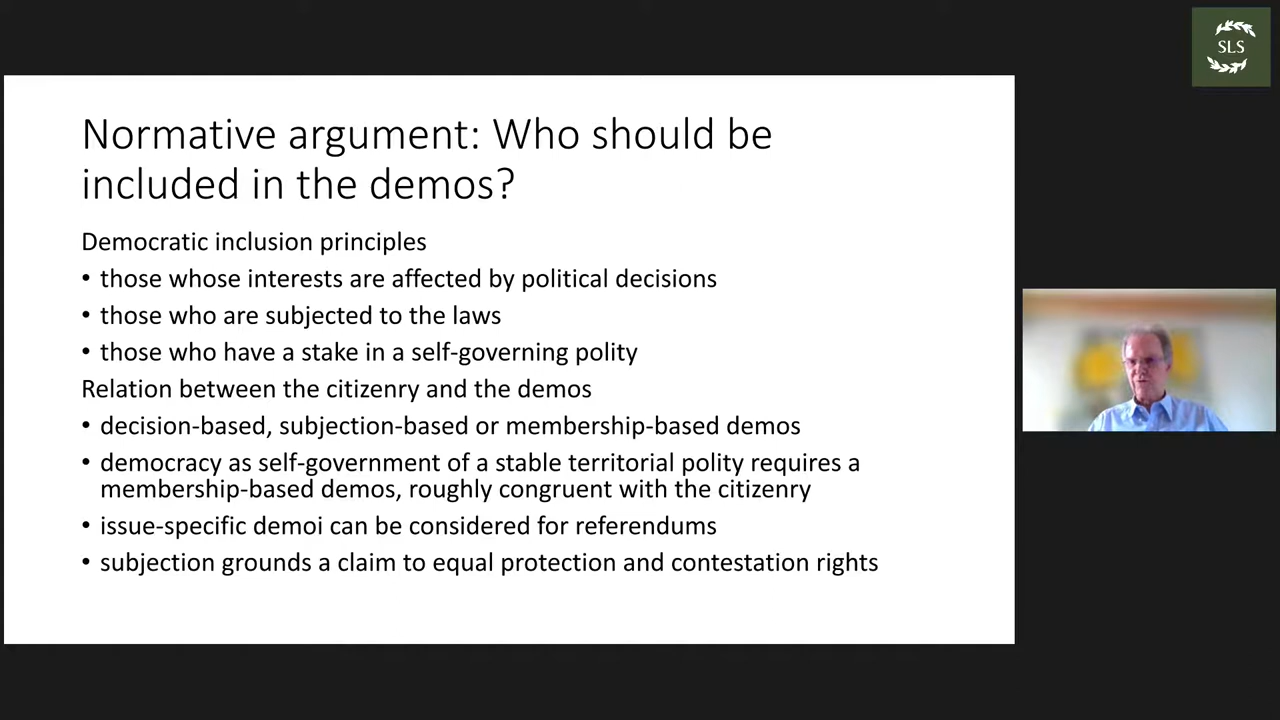 SLS
Normative argument: Who should be
included in the demos?
Democratic inclusion principles
• those whose interests are affected by political decisions
• those who are subjected to the laws
• those who have a stake in a self-governing polity
Relation between the citizenry and the demos
• decision-based, subjection-based or membership-based demos
• democracy as self-government of a stable territorial polity requires a
membership-based demos, roughly congruent with the citizenry
• issue-specific demoi can be considered for referendums
• subjection grounds a claim to equal protection and contestation rights